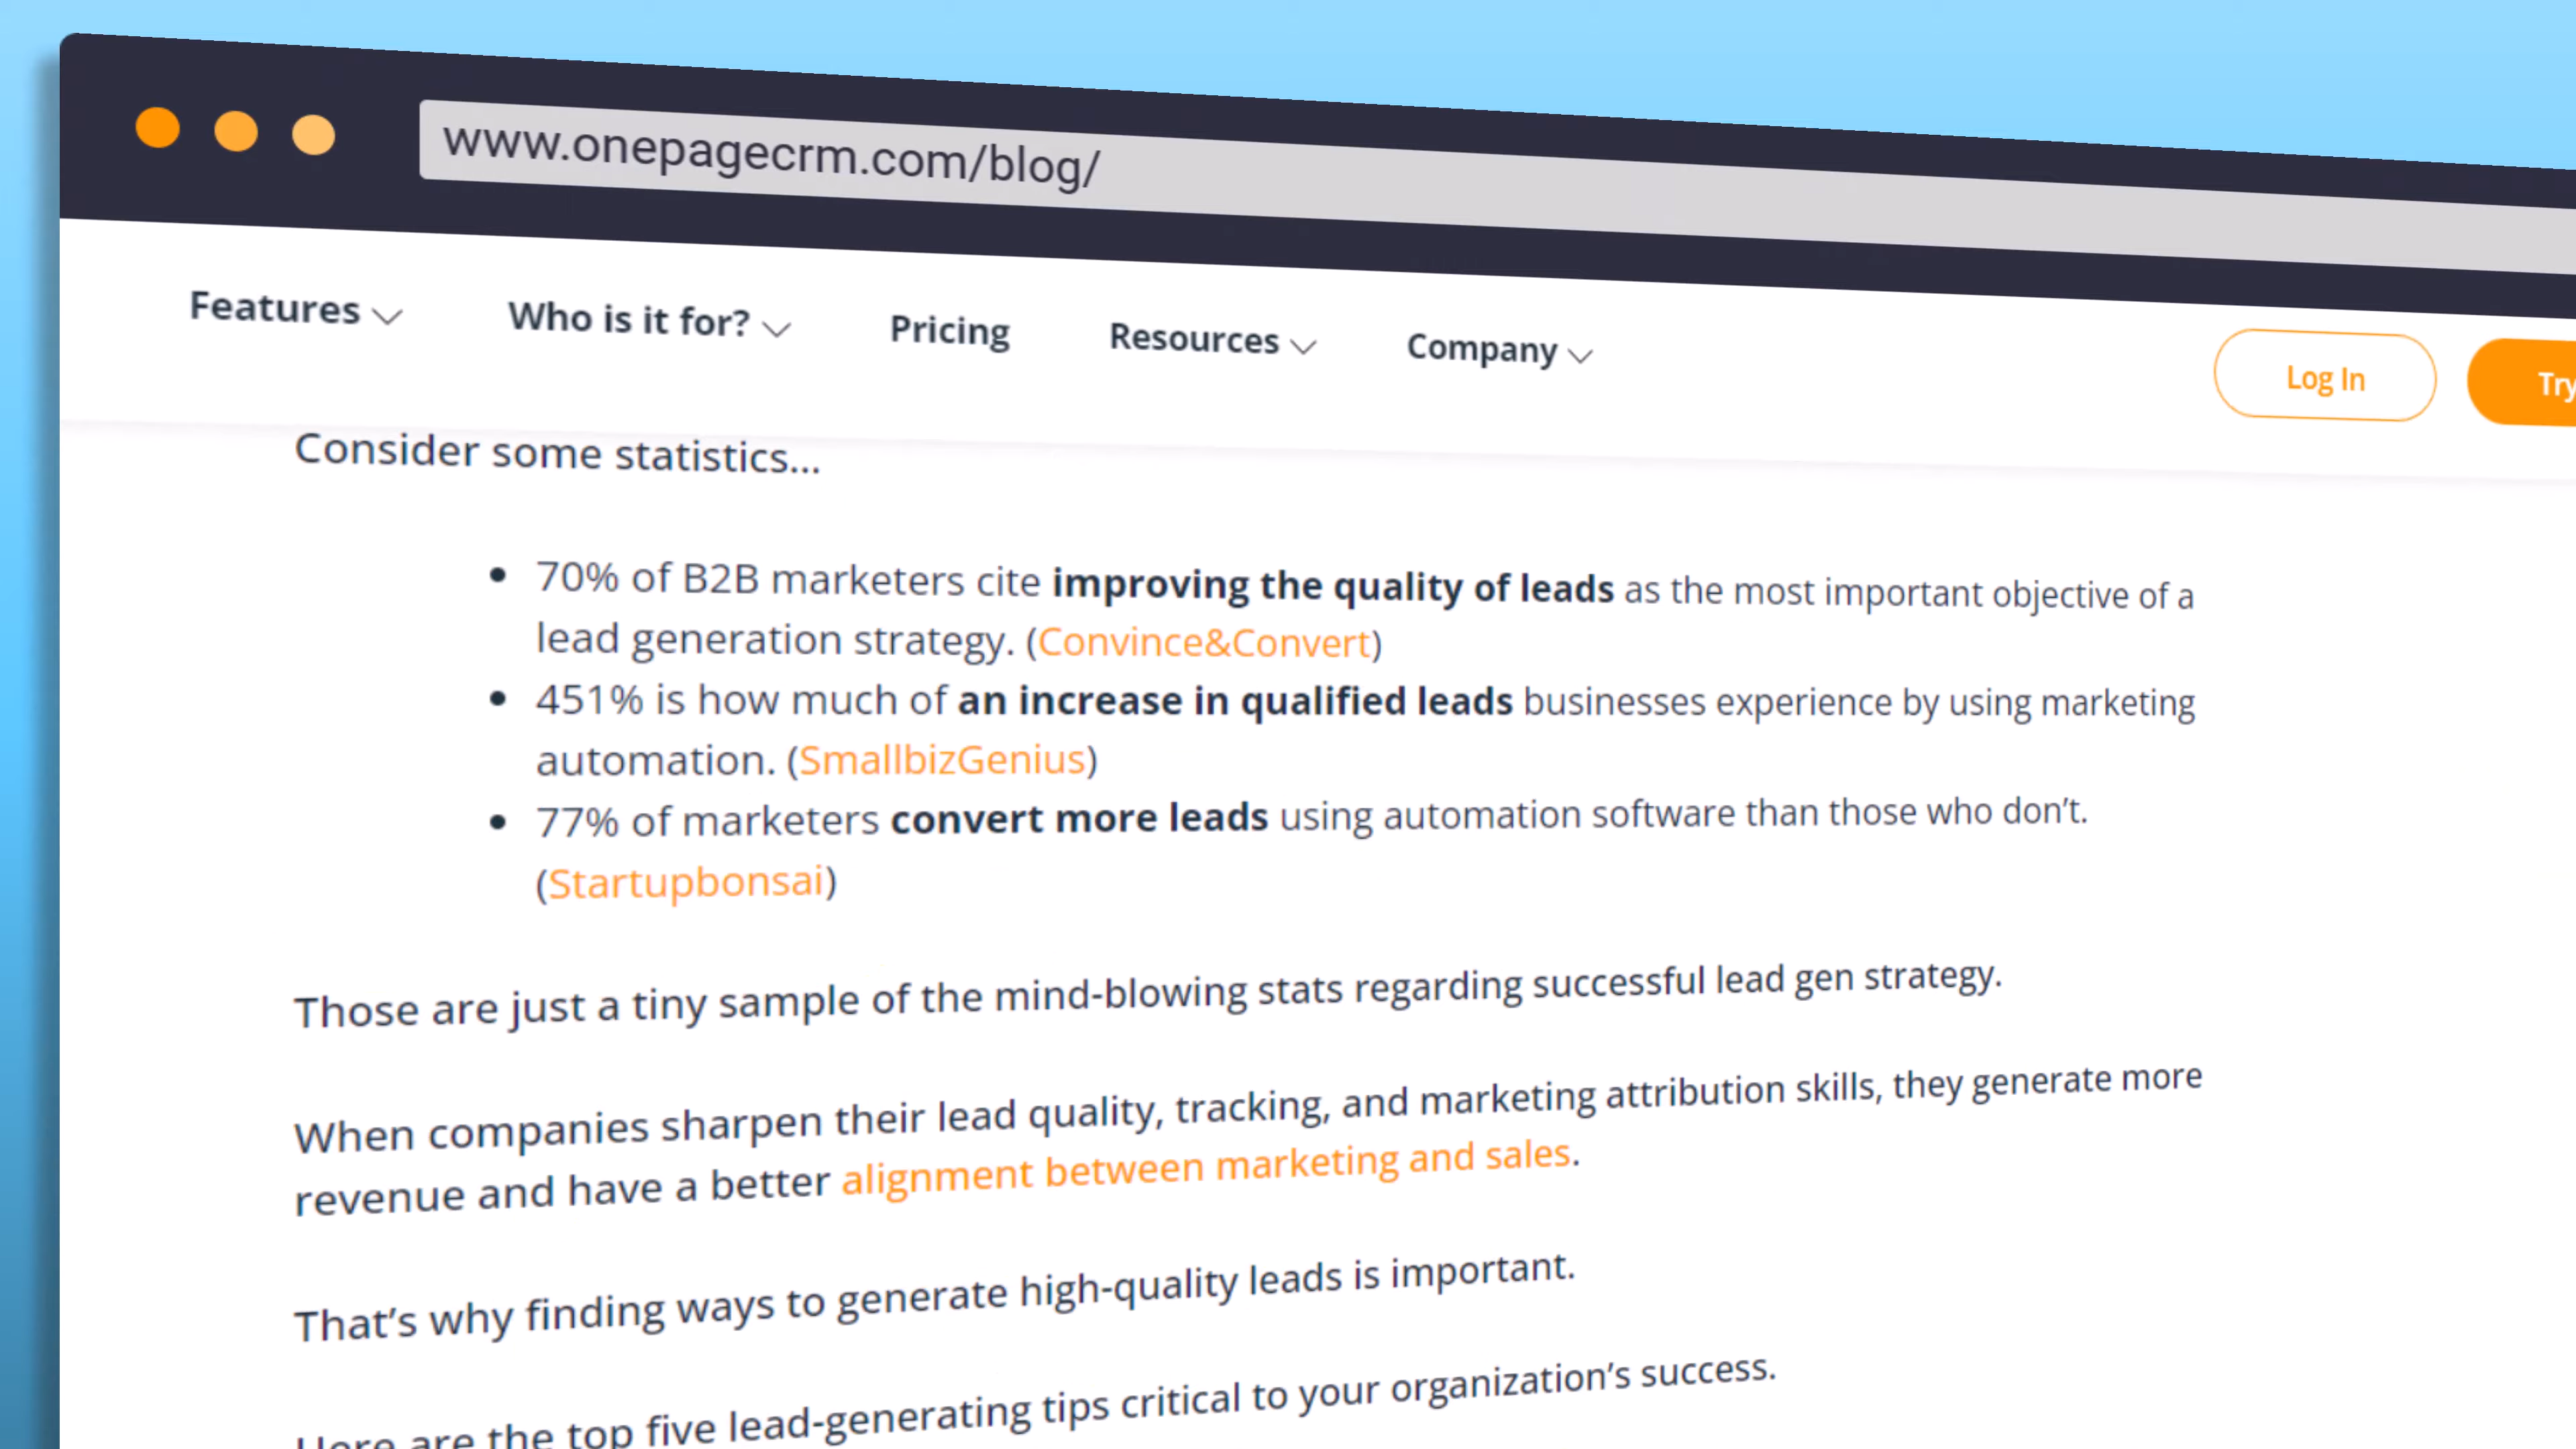 www.onepagecrm.com/blog/
Features
Who is it for?
Pricing
Resources
Company
Log In
Try
Consider some statistics...
• 70% of B2B marketers cite improving the quality of leads as the most important objective of a
lead generation strategy. (Convince&Convert)
• 451% is how much of an increase in qualified leads businesses experience by using marketing
automation. (SmallbizGenius)
• 77% of marketers convert more leads using automation software than those who don’t.
(Startupbonsai)
Those are just a tiny sample of the mind-blowing stats regarding successful lead gen strategy.
When companies sharpen their lead quality, tracking, and marketing attribution skills, they generate more
revenue and have a better alignment between marketing and sales.
That’s why finding ways to generate high-quality leads is important.
Here are the top five lead-generating tips critical to your organization’s success.